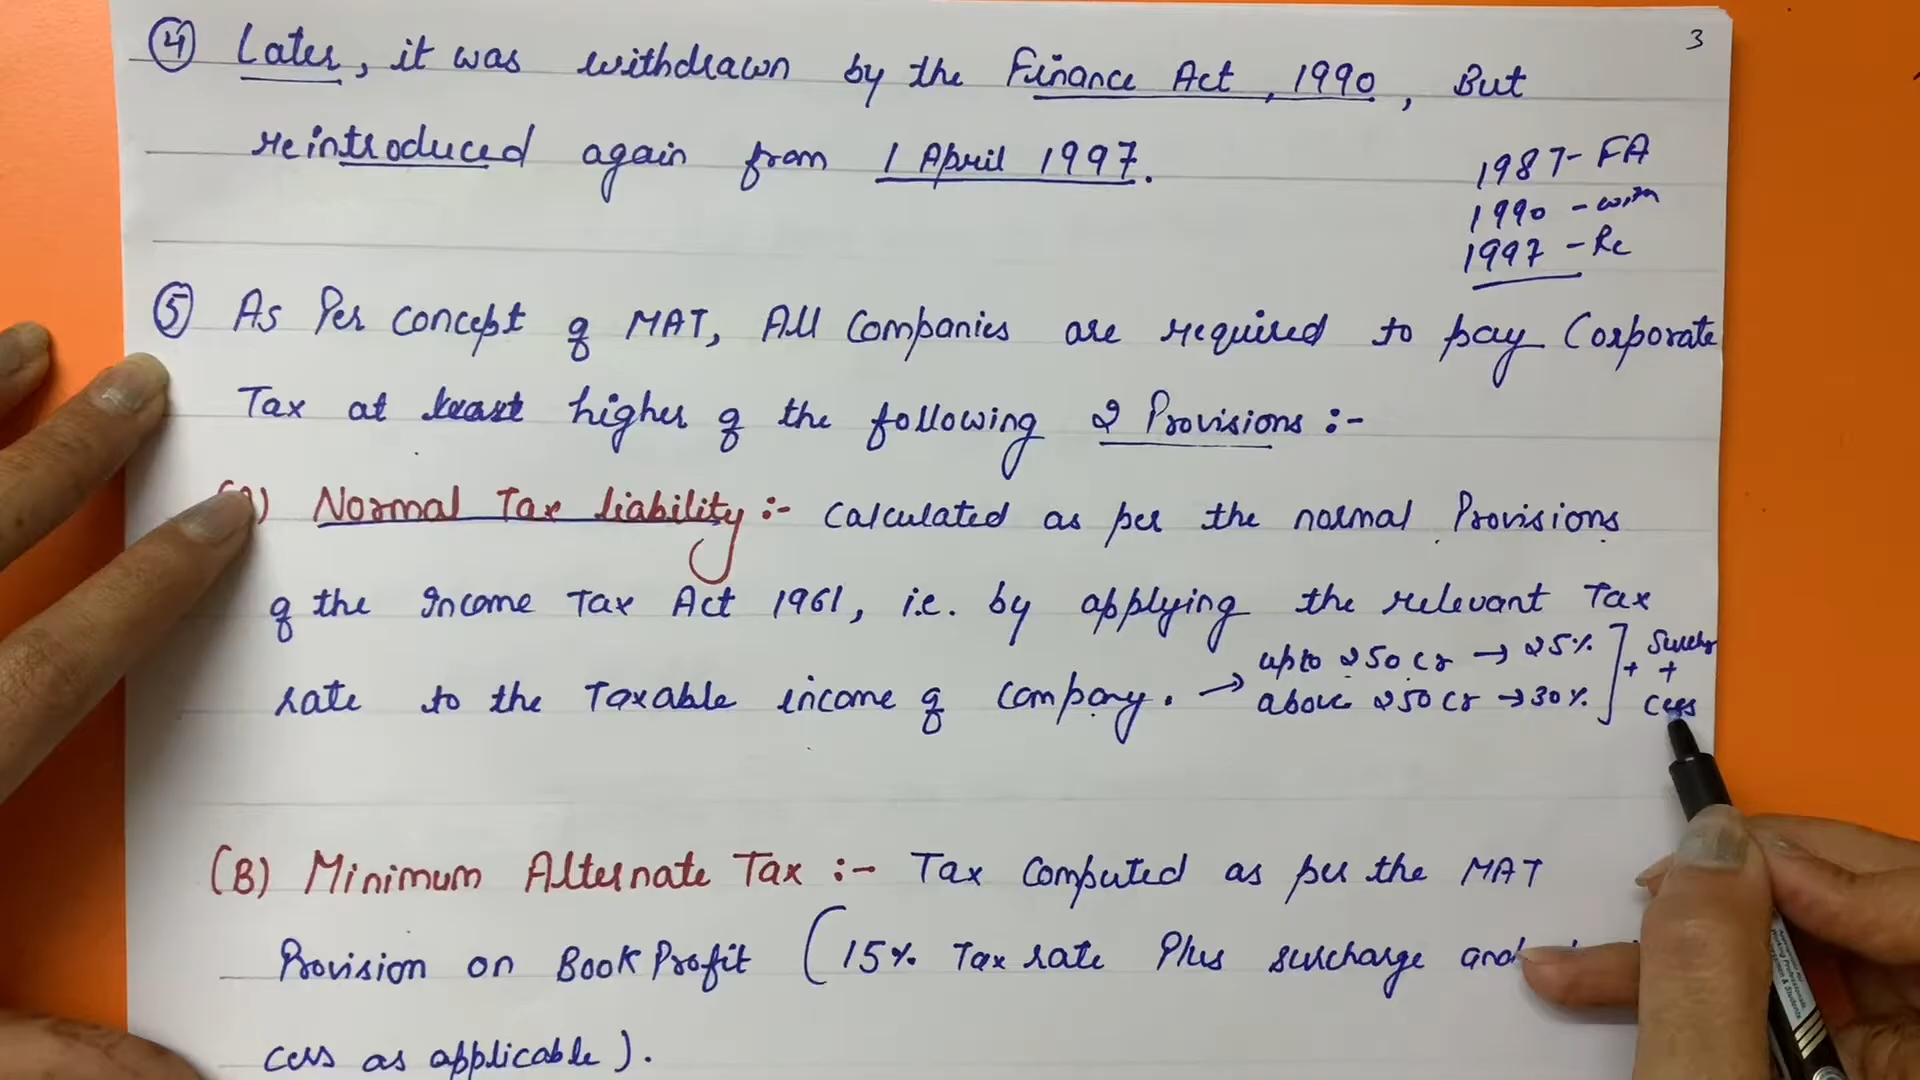 3
④ Later, it was withdrawn by the Finance Act, 1990, But
reintroduced again from 1 April 1997.
1987 - FA
1990 - with
1997 - Re
⑤ As Per concept of MAT, All Companies are required to pay Corporate
Tax at least higher of the following 2 Provisions :-
Normal Tax liability :- Calculated as per the normal Provisions
of the Income Tax Act 1961, i.e. by applying the relevant Tax
rate to the Taxable income of Company. → upto 250 cr → 25%
above 250 cr → 30%
] + Surchr
+
Cess
(B) Minimum Alternate Tax :- Tax Computed as per the MAT
Provision on Book Profit ( 15% Tax rate Plus surcharge and
cess as applicable ).